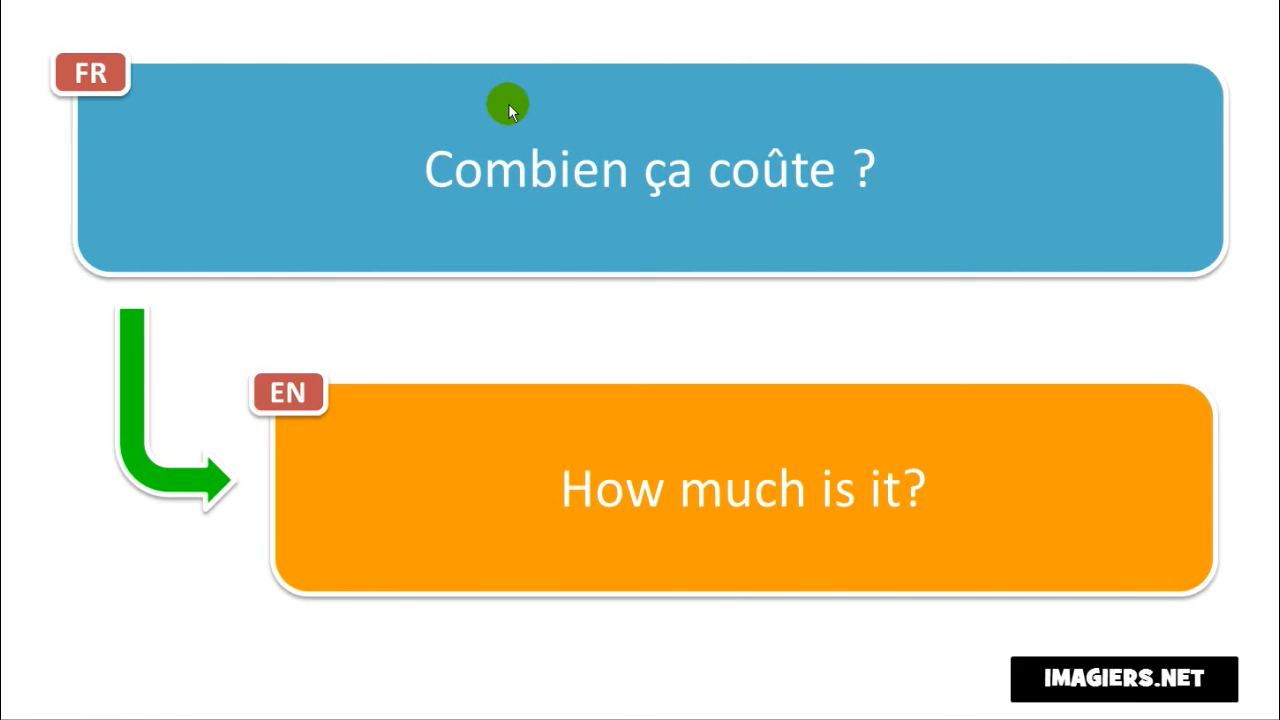 FR
Combien ça coûte ?
EN
How much is it?
IMAGIERS.NET